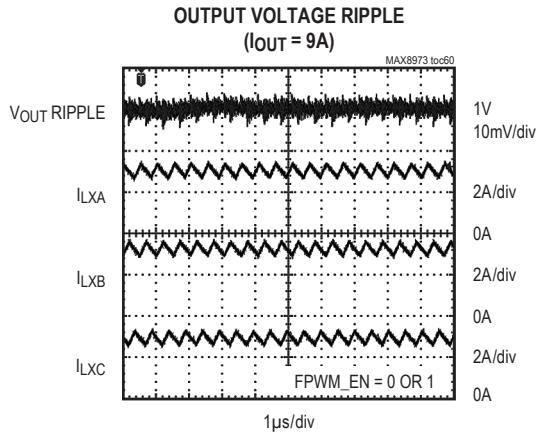 OUTPUT VOLTAGE RIPPLE
(IOUT = 9A)
MAX8973 toc60
T
VOUT RIPPLE
1V
10mV/div
ILXA
2A/div
0A
ILXB
2A/div
0A
ILXC
2A/div
FPWM_EN = 0 OR 1
0A
1µs/div